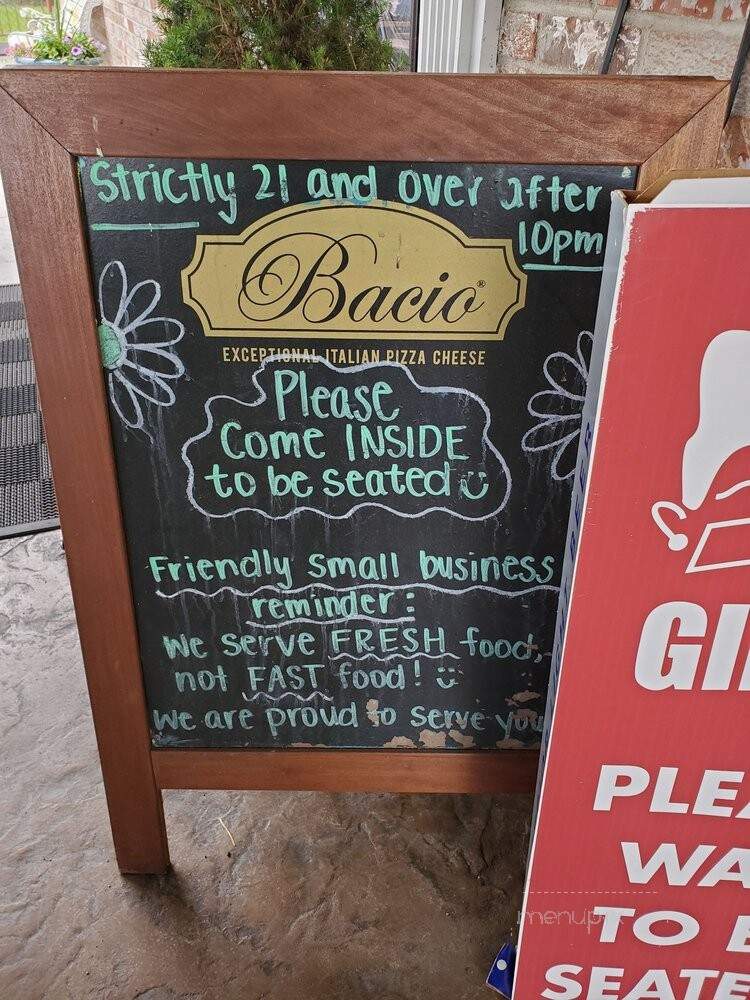 Strictly 21 and over after
10pm
Bacio®
EXCEPTIONAL ITALIAN PIZZA CHEESE
Please
Come INSIDE
to be seated
Friendly small business
reminder:
We serve FRESH food,
not FAST food!
We are proud to serve you
GI
PLEA
WA
TO
SEATE
menup